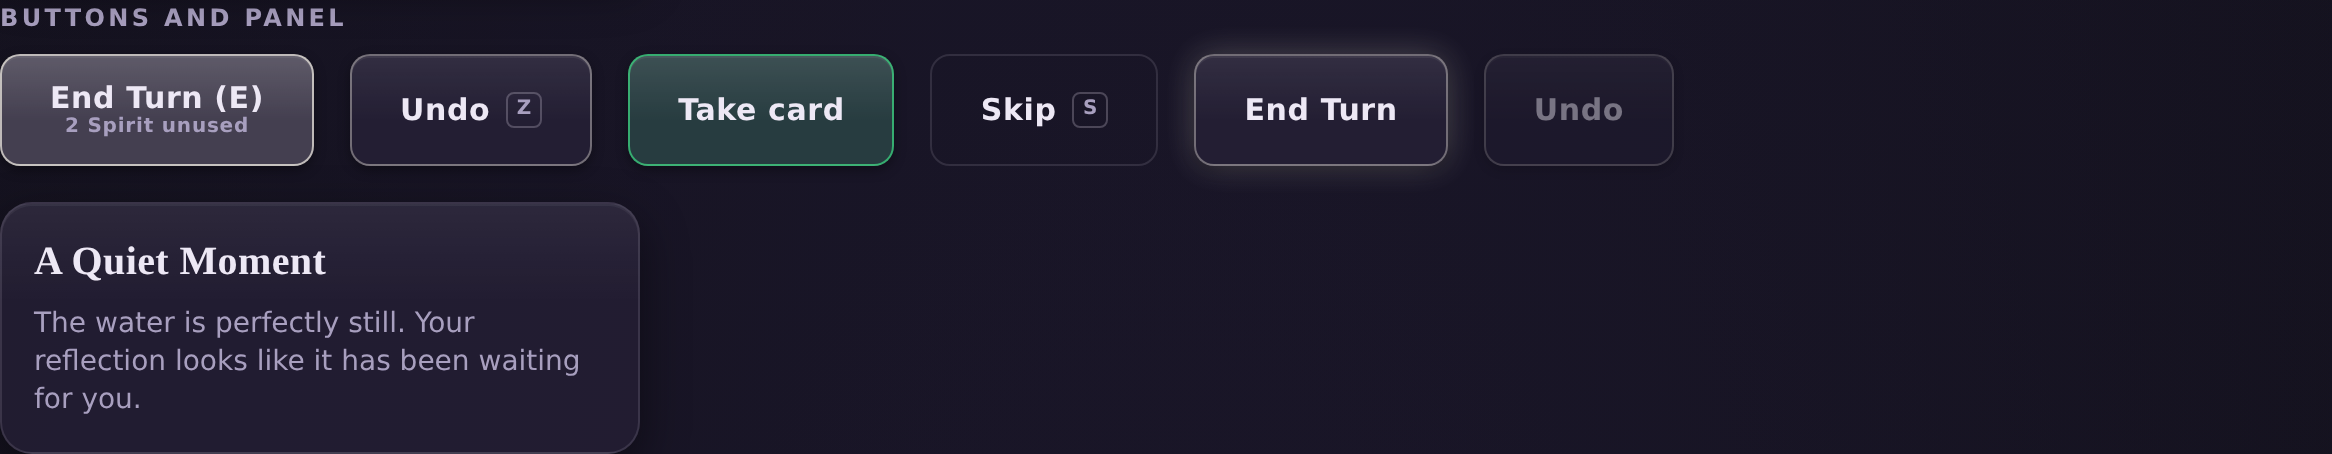 BUTTONS AND PANEL
End Turn (E)
2 Spirit unused
Undo Z
Take card
Skip S
End Turn
Undo
A Quiet Moment
The water is perfectly still. Your
reflection looks like it has been waiting
for you.